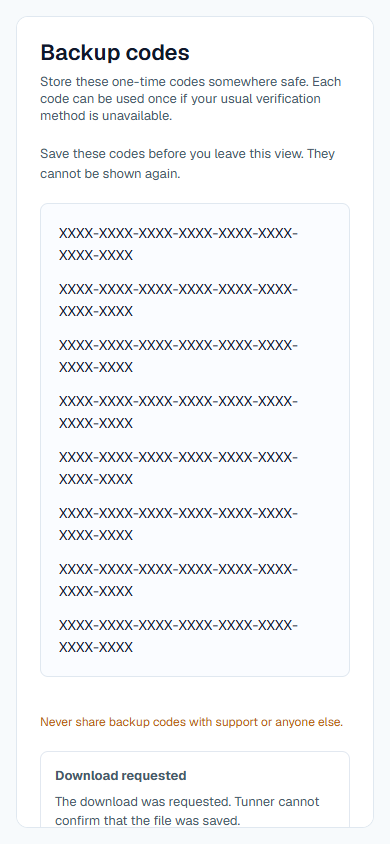 Backup codes
Store these one-time codes somewhere safe. Each
code can be used once if your usual verification
method is unavailable.
Save these codes before you leave this view. They
cannot be shown again.
XXXX-XXXX-XXXX-XXXX-XXXX-XXXX-
XXXX-XXXX
XXXX-XXXX-XXXX-XXXX-XXXX-XXXX-
XXXX-XXXX
XXXX-XXXX-XXXX-XXXX-XXXX-XXXX-
XXXX-XXXX
XXXX-XXXX-XXXX-XXXX-XXXX-XXXX-
XXXX-XXXX
XXXX-XXXX-XXXX-XXXX-XXXX-XXXX-
XXXX-XXXX
XXXX-XXXX-XXXX-XXXX-XXXX-XXXX-
XXXX-XXXX
XXXX-XXXX-XXXX-XXXX-XXXX-XXXX-
XXXX-XXXX
XXXX-XXXX-XXXX-XXXX-XXXX-XXXX-
XXXX-XXXX
Never share backup codes with support or anyone else.
Download requested
The download was requested. Tunner cannot
confirm that the file was saved.